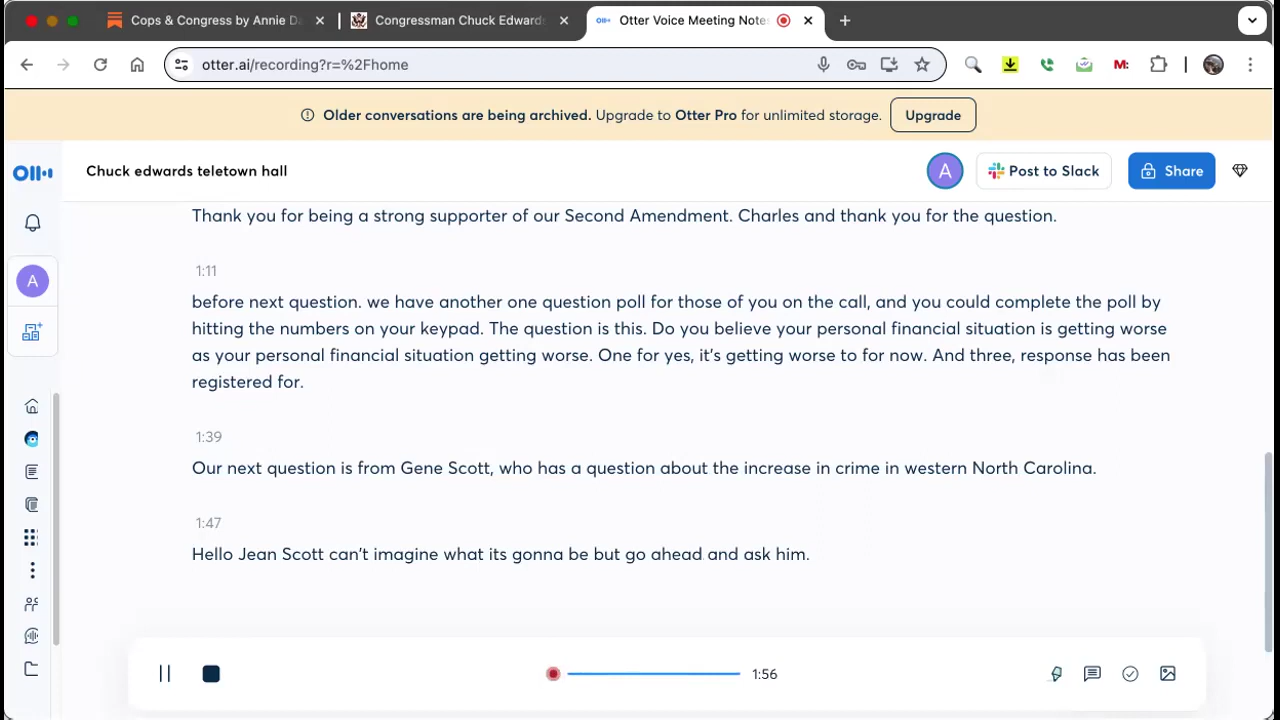 Cops & Congress by Annie Da
Congressman Chuck Edwards
Otter Voice Meeting Notes
otter.ai/recording?r=%2Fhome
M:
Older conversations are being archived. Upgrade to Otter Pro for unlimited storage.
Upgrade
Chuck edwards teletown hall
A
Post to Slack
Share
Thank you for being a strong supporter of our Second Amendment. Charles and thank you for the question.
A
1:11
before next question. we have another one question poll for those of you on the call, and you could complete the poll by
hitting the numbers on your keypad. The question is this. Do you believe your personal financial situation is getting worse
as your personal financial situation getting worse. One for yes, it's getting worse to for now. And three, response has been
registered for.
1:39
Our next question is from Gene Scott, who has a question about the increase in crime in western North Carolina.
1:47
Hello Jean Scott can't imagine what its gonna be but go ahead and ask him.
1:56